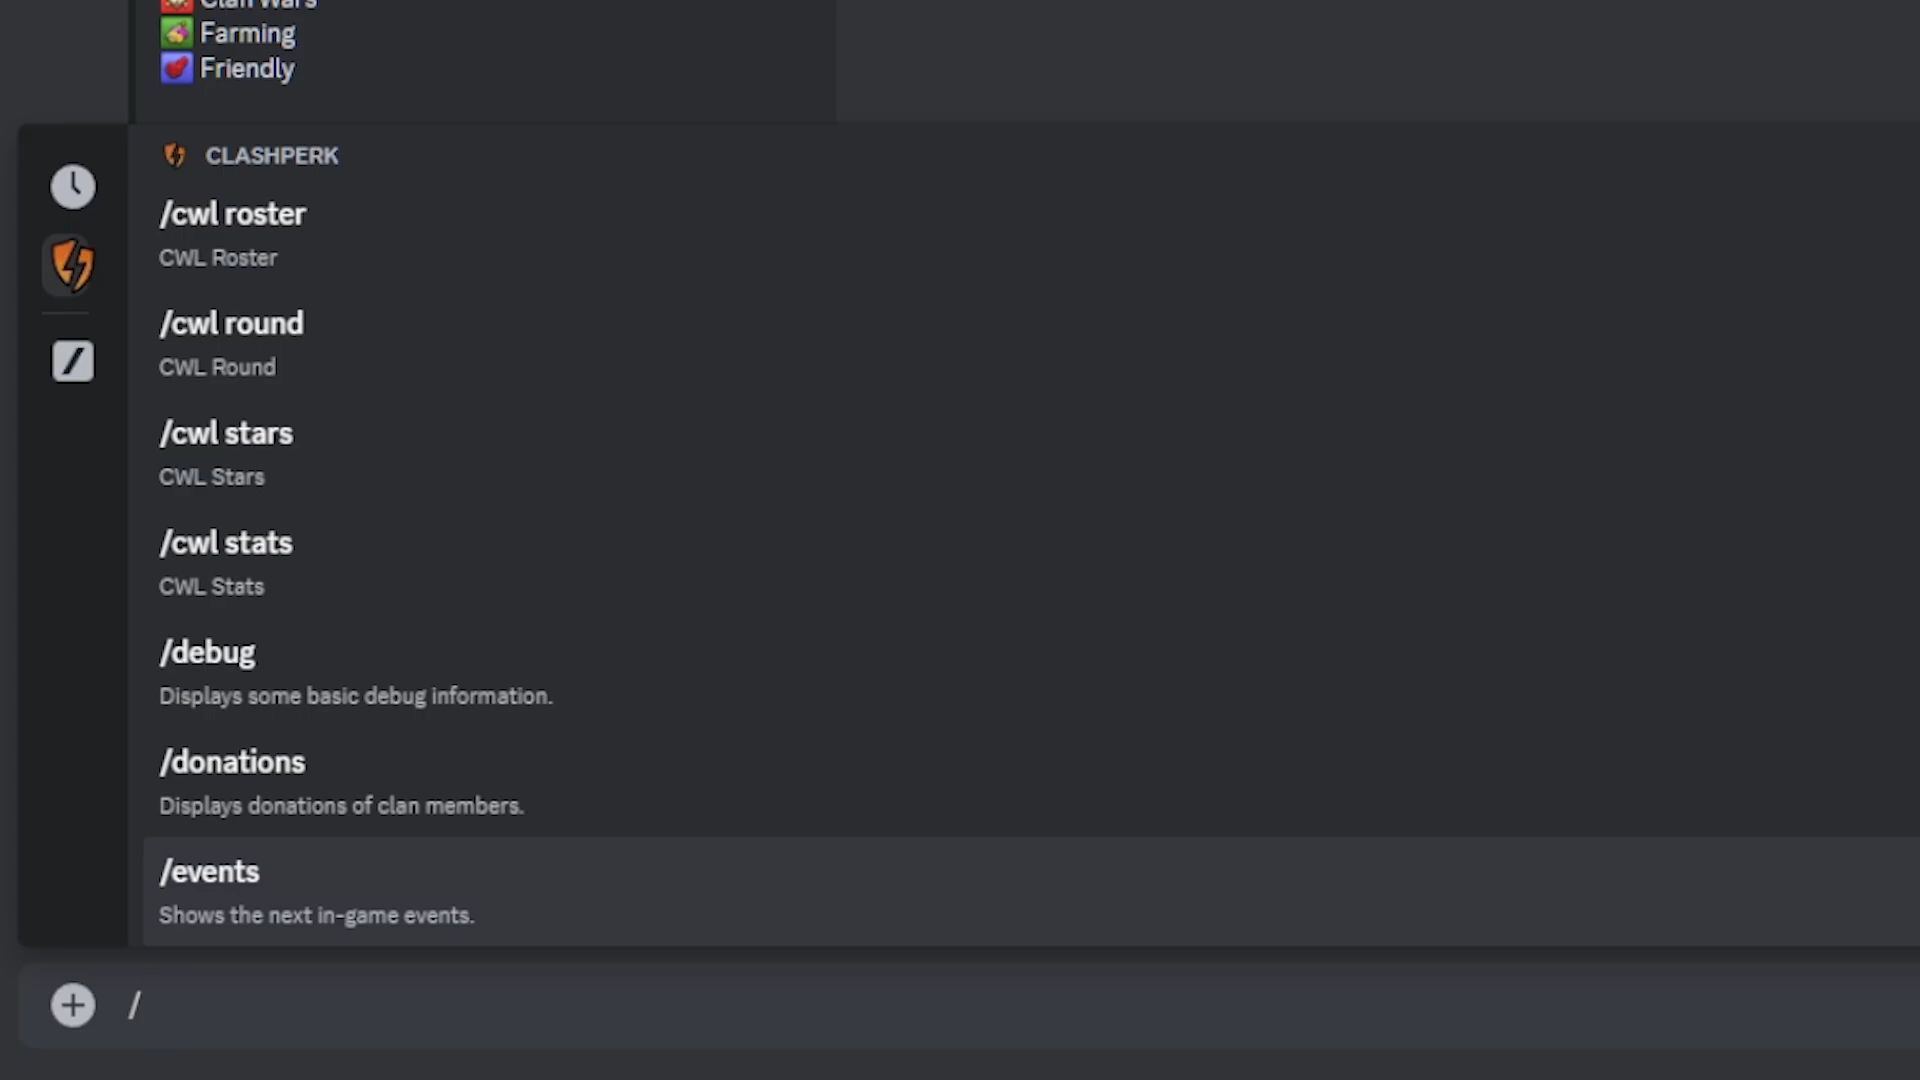 Clan Wars
Farming
Friendly
CLASHPERK
/cwl roster
CWL Roster
/cwl round
CWL Round
/cwl stars
CWL Stars
/cwl stats
CWL Stats
/debug
Displays some basic debug information.
/donations
Displays donations of clan members.
/events
Shows the next in-game events.
/